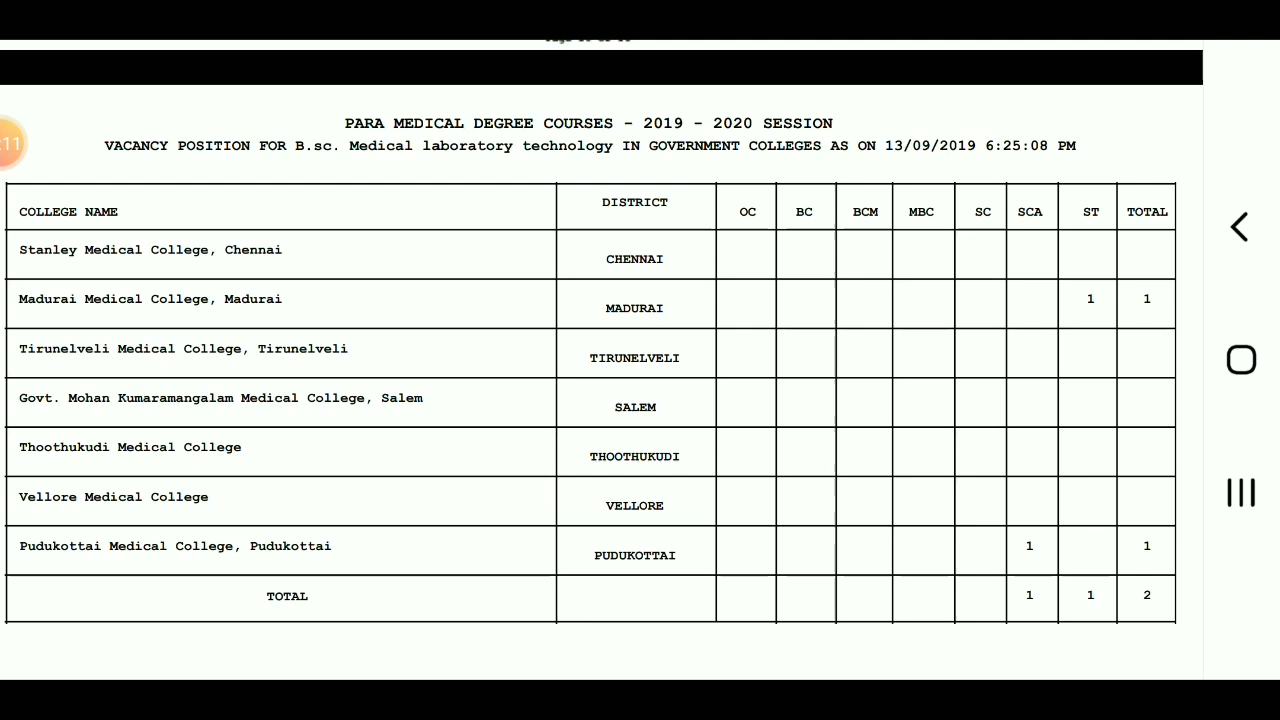 :11
PARA MEDICAL DEGREE COURSES - 2019 - 2020 SESSION
VACANCY POSITION FOR B.sc. Medical laboratory technology IN GOVERNMENT COLLEGES AS ON 13/09/2019 6:25:08 PM
COLLEGE NAME DISTRICT OC BC BCM MBC SC SCA ST TOTAL
Stanley Medical College, Chennai CHENNAI
Madurai Medical College, Madurai MADURAI 1 1
Tirunelveli Medical College, Tirunelveli TIRUNELVELI
Govt. Mohan Kumaramangalam Medical College, Salem SALEM
Thoothukudi Medical College THOOTHUKUDI
Vellore Medical College VELLORE
Pudukottai Medical College, Pudukottai PUDUKOTTAI 1 1
TOTAL 1 1 2